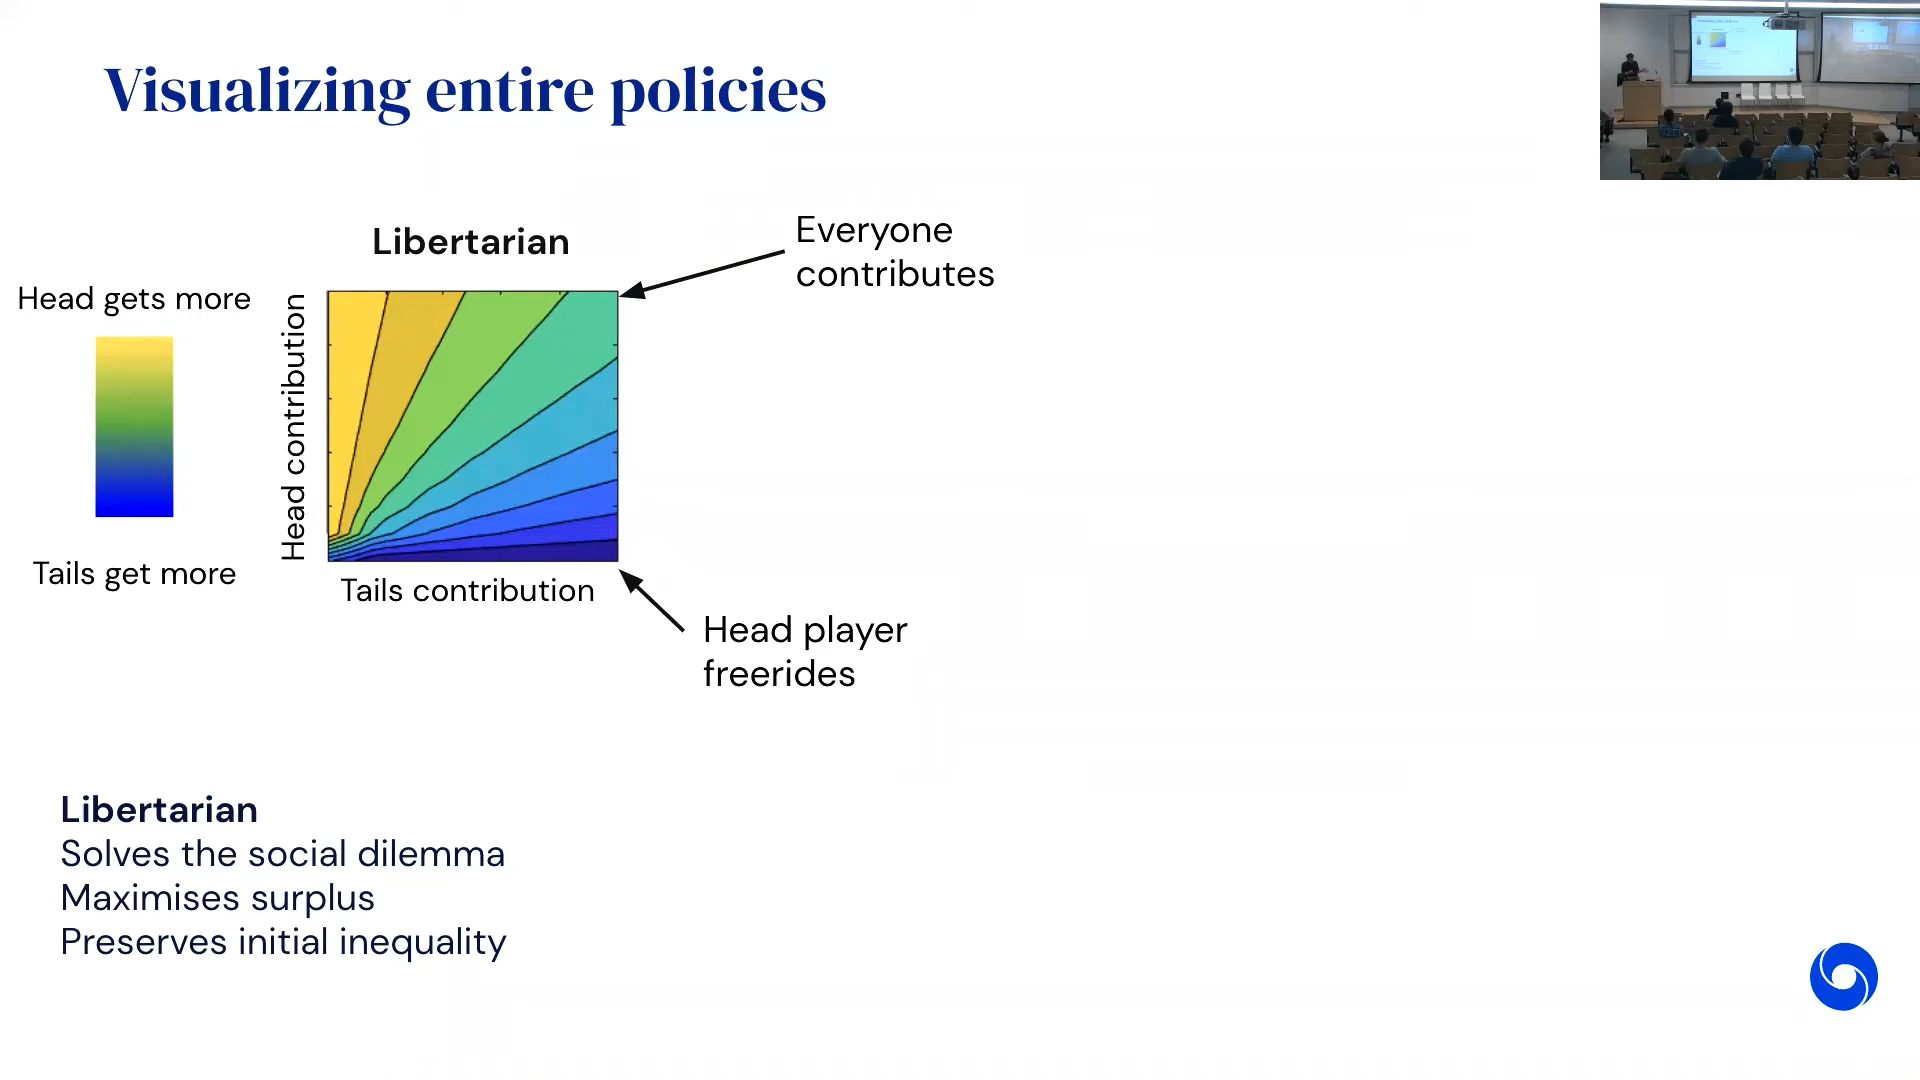 Visualizing entire policies
Libertarian
Everyone
contributes
Head gets more
Head contribution
Tails get more
Tails contribution
Head player
freerides
Libertarian
Solves the social dilemma
Maximises surplus
Preserves initial inequality